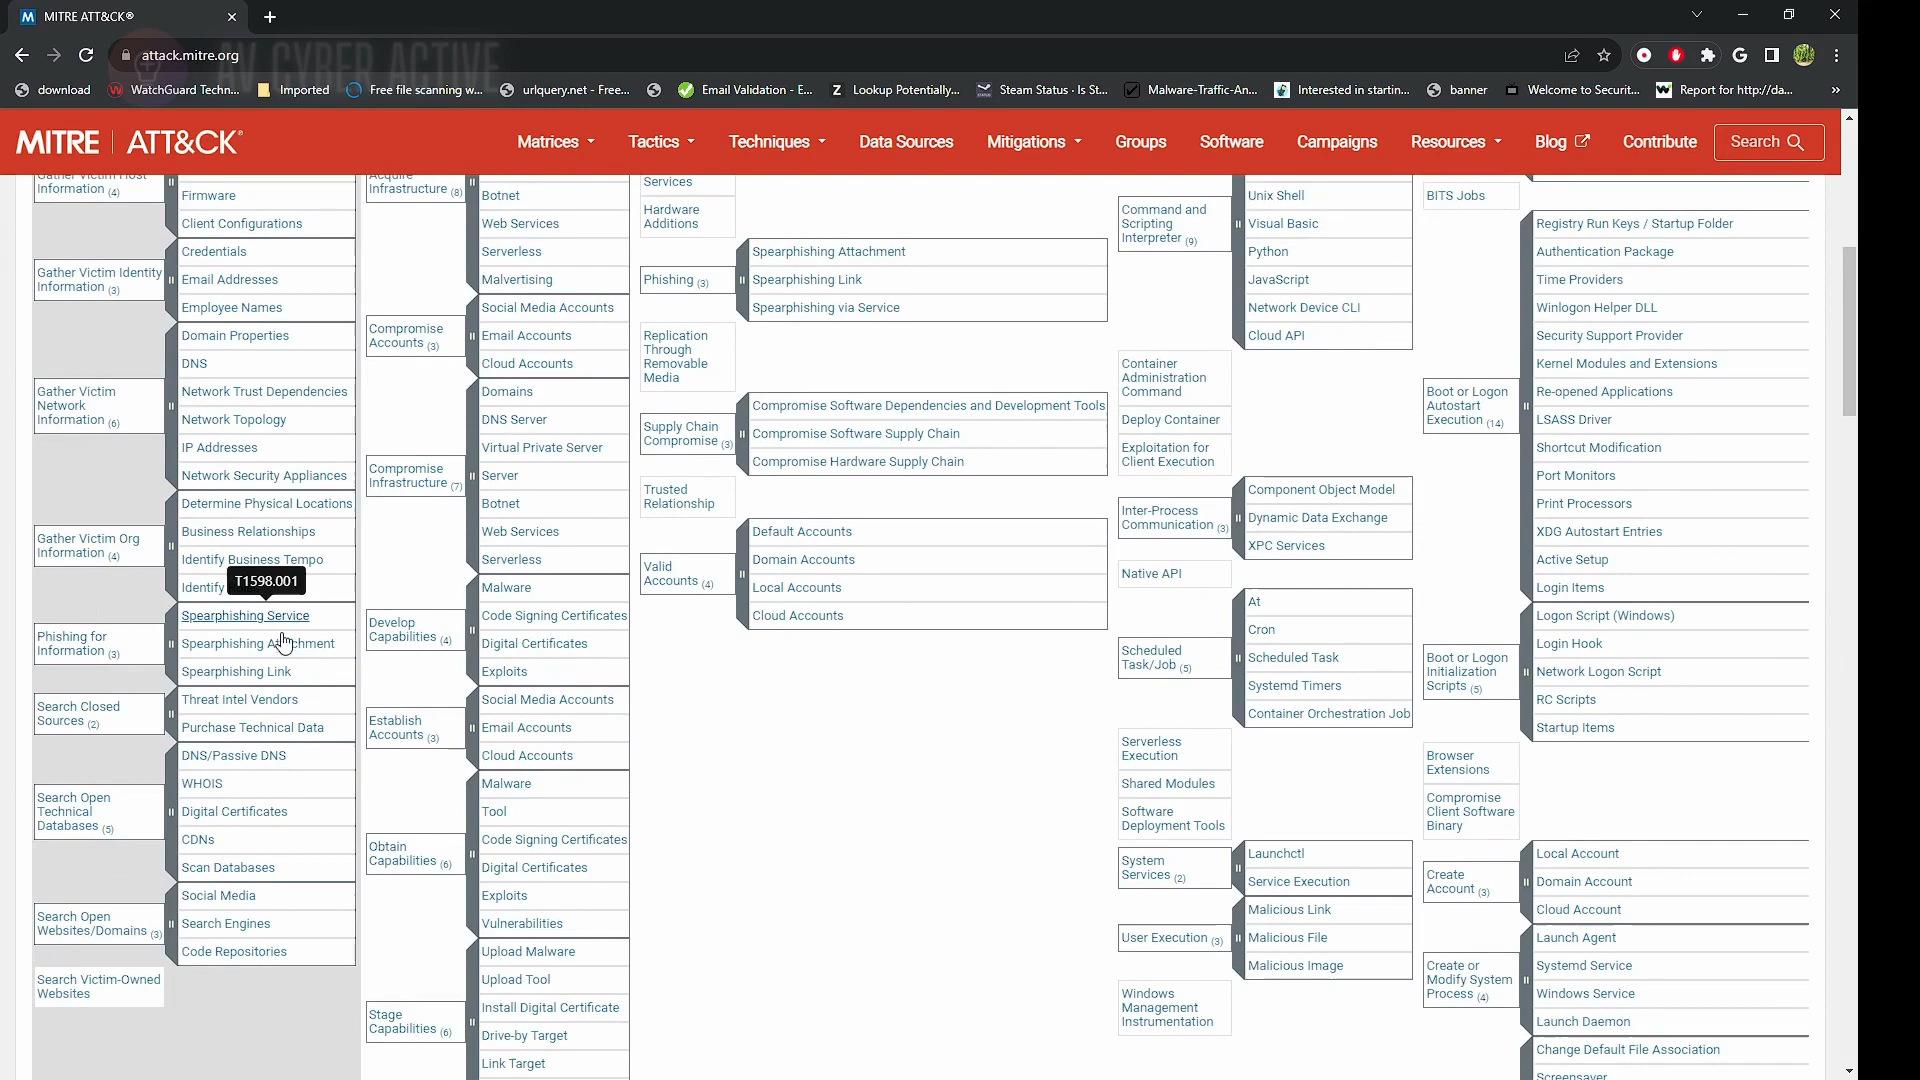 MITRE ATT&CK®
attack.mitre.org
AV CYBER ACTIVE
download
WatchGuard Techn...
Imported
Free file scanning w...
urlquery.net - Free...
Email Validation - E...
Lookup Potentially...
Steam Status · Is St...
Malware-Traffic-An...
Interested in startin...
banner
Welcome to Securit...
Report for http://da...
»
MITRE | ATT&CK®
Matrices
Tactics
Techniques
Data Sources
Mitigations
Groups
Software
Campaigns
Resources
Blog
Contribute
Search
Gather Victim Host
Information (4)
Firmware
Client Configurations
Gather Victim Identity
Information (3)
Credentials
Email Addresses
Employee Names
Gather Victim
Network
Information (6)
Domain Properties
DNS
Network Trust Dependencies
Network Topology
IP Addresses
Network Security Appliances
Gather Victim Org
Information (4)
Determine Physical Locations
Business Relationships
Identify Business Tempo
Identify
T1598.001
Phishing for
Information (3)
Spearphishing Service
Spearphishing Attachment
Spearphishing Link
Search Closed
Sources (2)
Threat Intel Vendors
Purchase Technical Data
Search Open
Technical
Databases (5)
DNS/Passive DNS
WHOIS
Digital Certificates
CDNs
Scan Databases
Search Open
Websites/Domains (3)
Social Media
Search Engines
Code Repositories
Search Victim-Owned
Websites
Acquire
Infrastructure (8)
Botnet
Web Services
Serverless
Malvertising
Compromise
Accounts (3)
Social Media Accounts
Email Accounts
Cloud Accounts
Compromise
Infrastructure (7)
Domains
DNS Server
Virtual Private Server
Server
Botnet
Web Services
Serverless
Develop
Capabilities (4)
Malware
Code Signing Certificates
Digital Certificates
Exploits
Establish
Accounts (3)
Social Media Accounts
Email Accounts
Cloud Accounts
Obtain
Capabilities (6)
Malware
Tool
Code Signing Certificates
Digital Certificates
Exploits
Vulnerabilities
Stage
Capabilities (6)
Upload Malware
Upload Tool
Install Digital Certificate
Drive-by Target
Link Target
Services
Hardware
Additions
Phishing (3)
Spearphishing Attachment
Spearphishing Link
Spearphishing via Service
Replication
Through
Removable
Media
Supply Chain
Compromise (3)
Compromise Software Dependencies and Development Tools
Compromise Software Supply Chain
Compromise Hardware Supply Chain
Trusted
Relationship
Valid
Accounts (4)
Default Accounts
Domain Accounts
Local Accounts
Cloud Accounts
Command and
Scripting
Interpreter (9)
Unix Shell
Visual Basic
Python
JavaScript
Network Device CLI
Cloud API
Container
Administration
Command
Deploy Container
Exploitation for
Client Execution
Inter-Process
Communication (3)
Component Object Model
Dynamic Data Exchange
XPC Services
Native API
Scheduled
Task/Job (5)
At
Cron
Scheduled Task
Systemd Timers
Container Orchestration Job
Serverless
Execution
Shared Modules
Software
Deployment Tools
System
Services (2)
Launchctl
Service Execution
User Execution (3)
Malicious Link
Malicious File
Malicious Image
Windows
Management
Instrumentation
BITS Jobs
Boot or Logon
Autostart
Execution (14)
Registry Run Keys / Startup Folder
Authentication Package
Time Providers
Winlogon Helper DLL
Security Support Provider
Kernel Modules and Extensions
Re-opened Applications
LSASS Driver
Shortcut Modification
Port Monitors
Print Processors
XDG Autostart Entries
Active Setup
Login Items
Boot or Logon
Initialization
Scripts (5)
Logon Script (Windows)
Login Hook
Network Logon Script
RC Scripts
Startup Items
Browser
Extensions
Compromise
Client Software
Binary
Create
Account (3)
Local Account
Domain Account
Cloud Account
Create or
Modify System
Process (4)
Launch Agent
Systemd Service
Windows Service
Launch Daemon
Change Default File Association
Screensaver